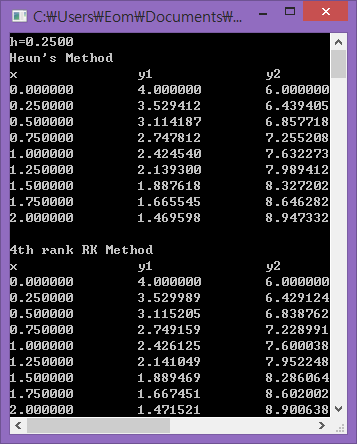 C:\Users\Eom\Documents\...
h=0.2500
Heun's Method
x y1 y2
0.000000 4.000000 6.000000
0.250000 3.529412 6.439405
0.500000 3.114187 6.857718
0.750000 2.747812 7.255208
1.000000 2.424540 7.632273
1.250000 2.139300 7.989412
1.500000 1.887618 8.327202
1.750000 1.665545 8.646282
2.000000 1.469598 8.947332
4th rank RK Method
x y1 y2
0.000000 4.000000 6.000000
0.250000 3.529989 6.429124
0.500000 3.115205 6.838762
0.750000 2.749159 7.228991
1.000000 2.426125 7.600038
1.250000 2.141049 7.952248
1.500000 1.889469 8.286064
1.750000 1.667451 8.602002
2.000000 1.471521 8.900638